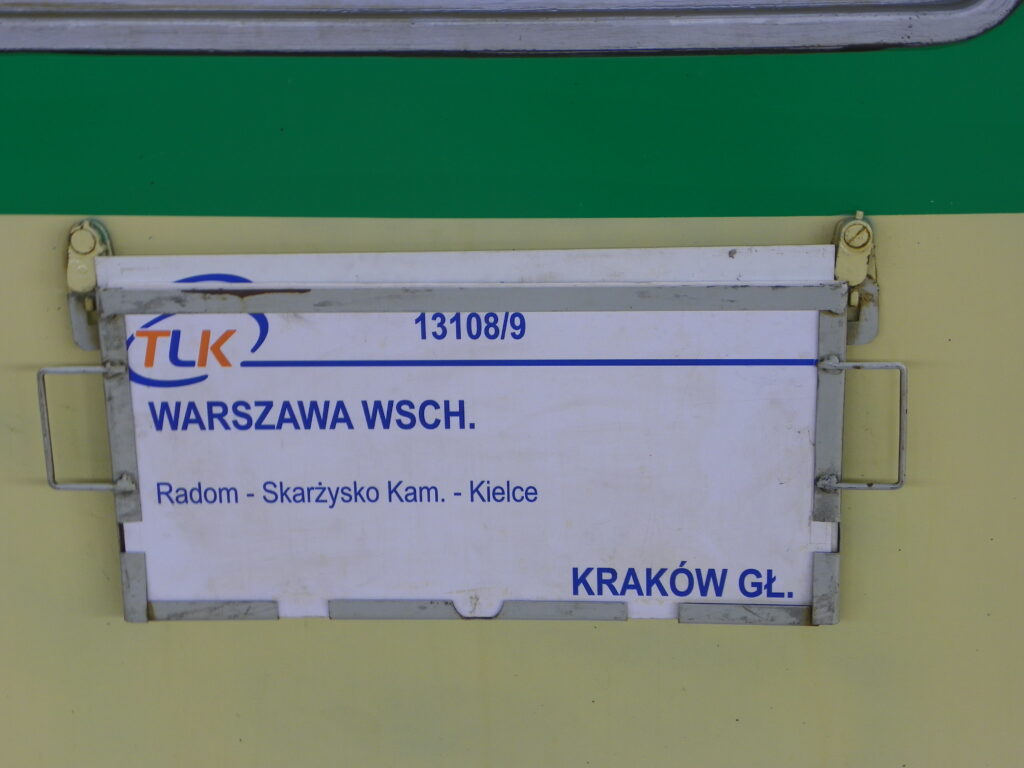 TLK
13108/9
WARSZAWA WSCH.
Radom - Skarżysko Kam. - Kielce
KRAKÓW GŁ.